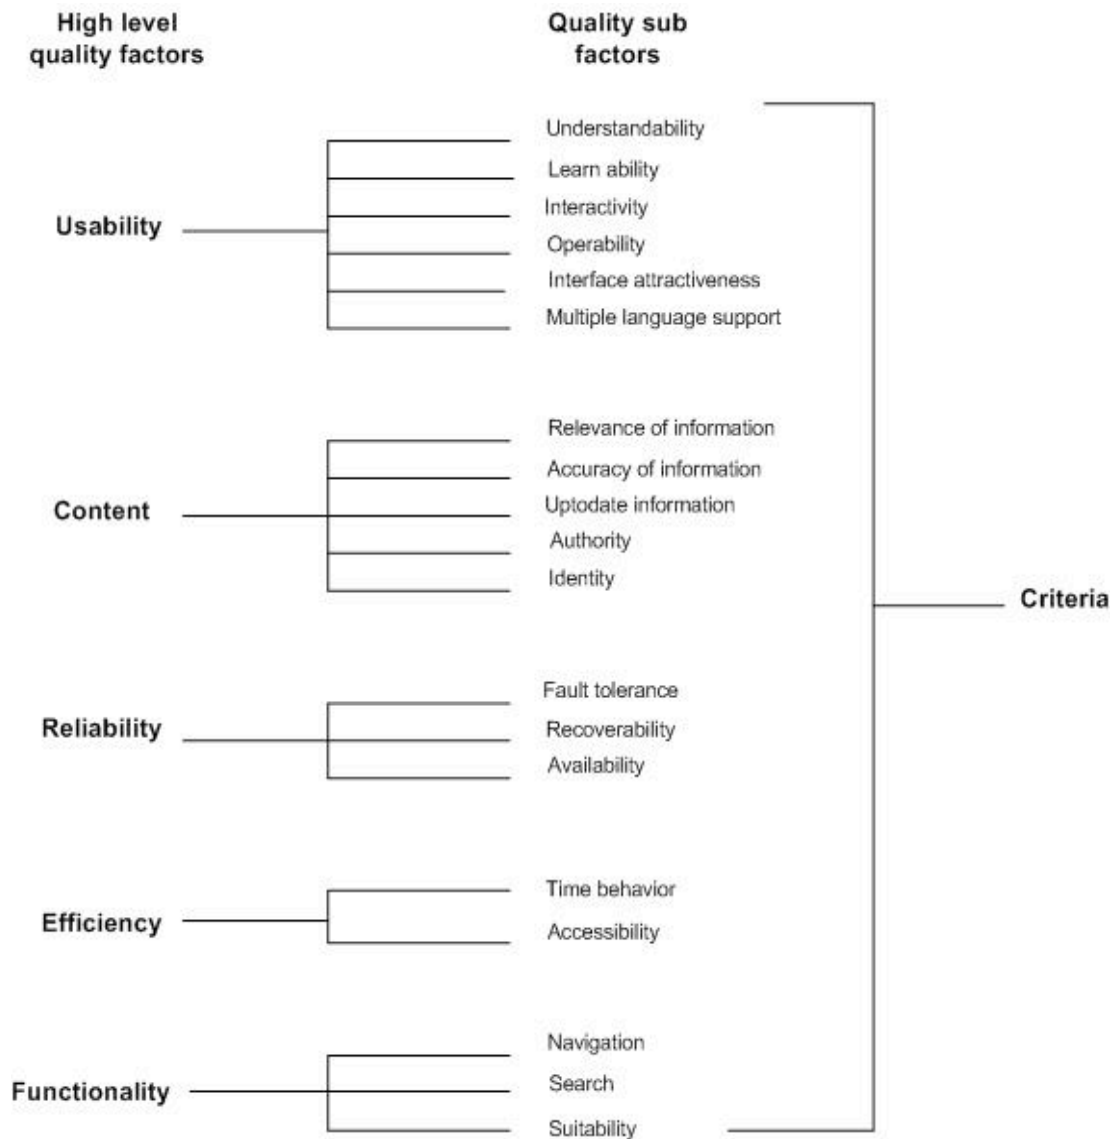 High level
quality factors
Quality sub
factors
Usability
Understandability
Learn ability
Interactivity
Operability
Interface attractiveness
Multiple language support
Content
Relevance of information
Accuracy of information
Uptodate information
Authority
Identity
Criteria
Reliability
Fault tolerance
Recoverability
Availability
Efficiency
Time behavior
Accessibility
Functionality
Navigation
Search
Suitability